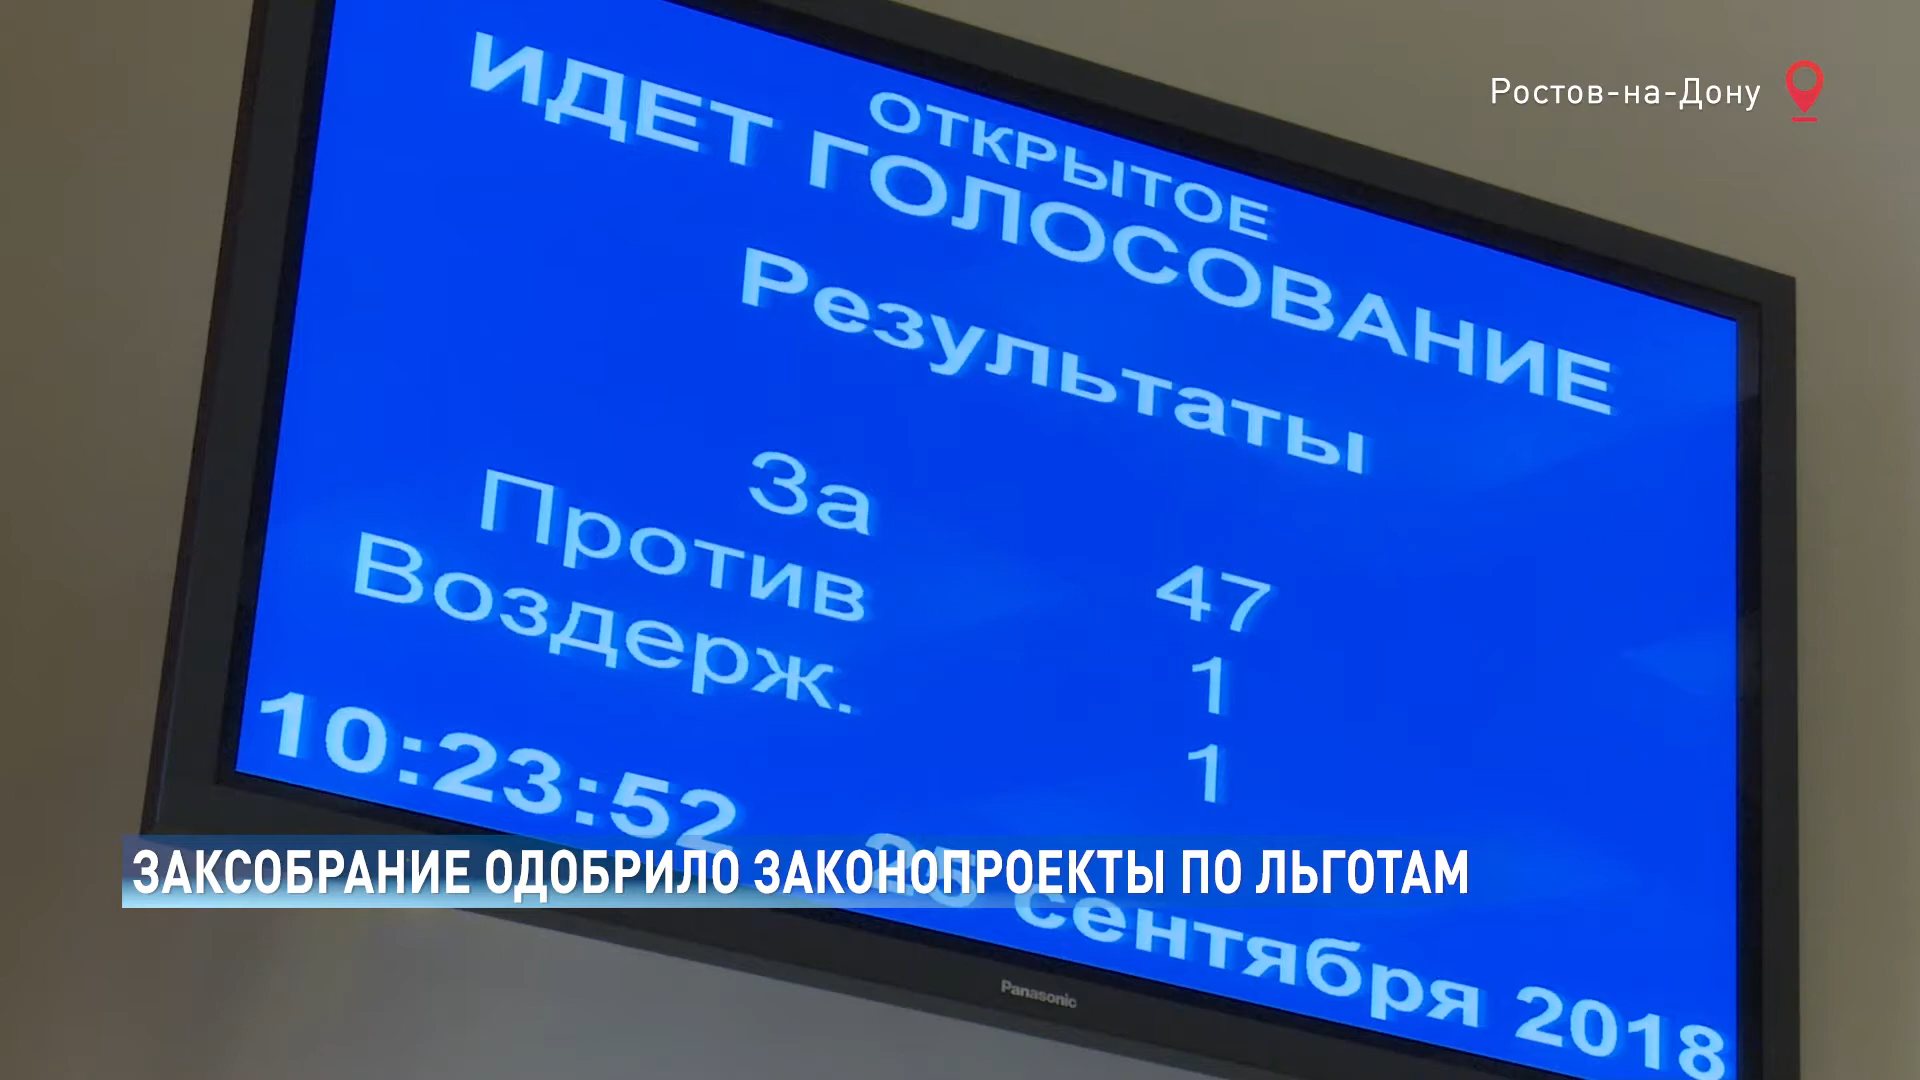 Ростов-на-Дону
ОТКРЫТОЕ
ИДЕТ ГОЛОСОВАНИЕ
Результаты
За 47
Против 1
Воздерж. 1
10:23:52 25 сентября 2018
ЗАКСОБРАНИЕ ОДОБРИЛО ЗАКОНОПРОЕКТЫ ПО ЛЬГОТАМ
Panasonic